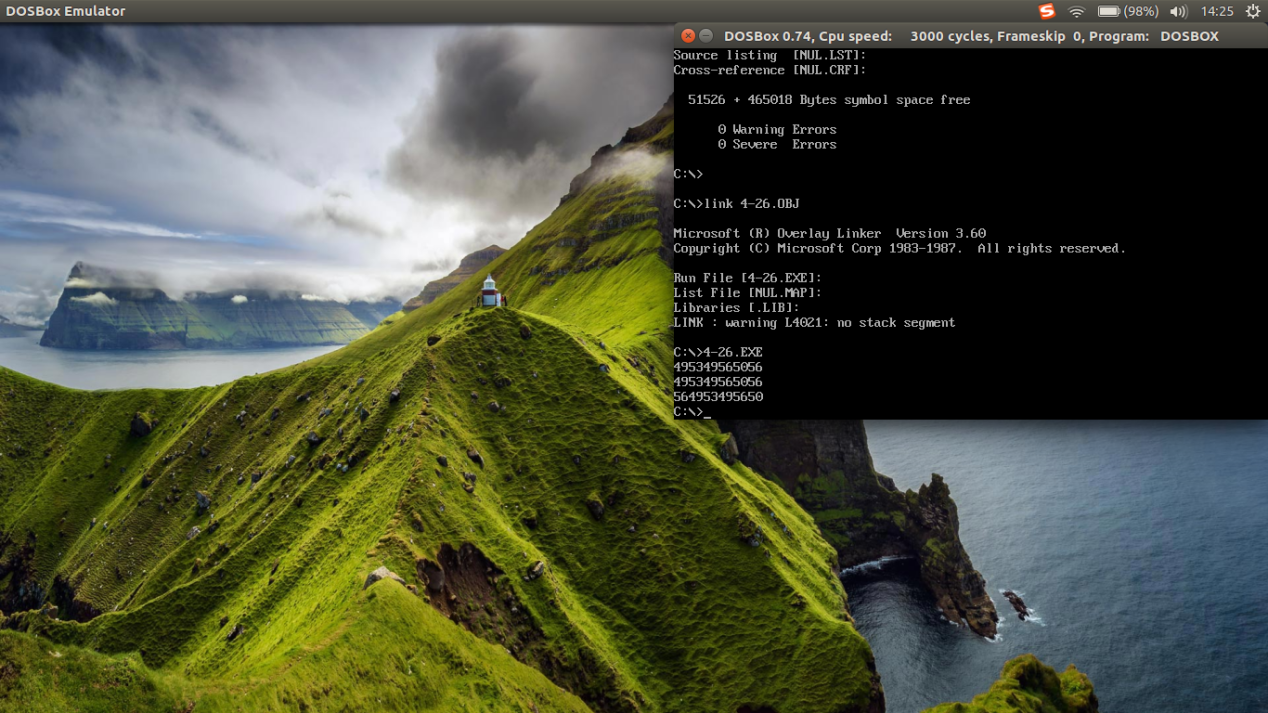 DOSBox Emulator
(98%) 14:25
DOSBox 0.74, Cpu speed: 3000 cycles, Frameskip 0, Program: DOSBOX
Source listing [NUL.LST]:
Cross-reference [NUL.CRF]:
51526 + 465018 Bytes symbol space free
0 Warning Errors
0 Severe Errors
C:\>
C:\>link 4-26.OBJ
Microsoft (R) Overlay Linker Version 3.60
Copyright (C) Microsoft Corp 1983-1987. All rights reserved.
Run File [4-26.EXE]:
List File [NUL.MAP]:
Libraries [.LIB]:
LINK : warning L4021: no stack segment
C:\>4-26.EXE
495349565056
495349565056
564953495650
C:\>_